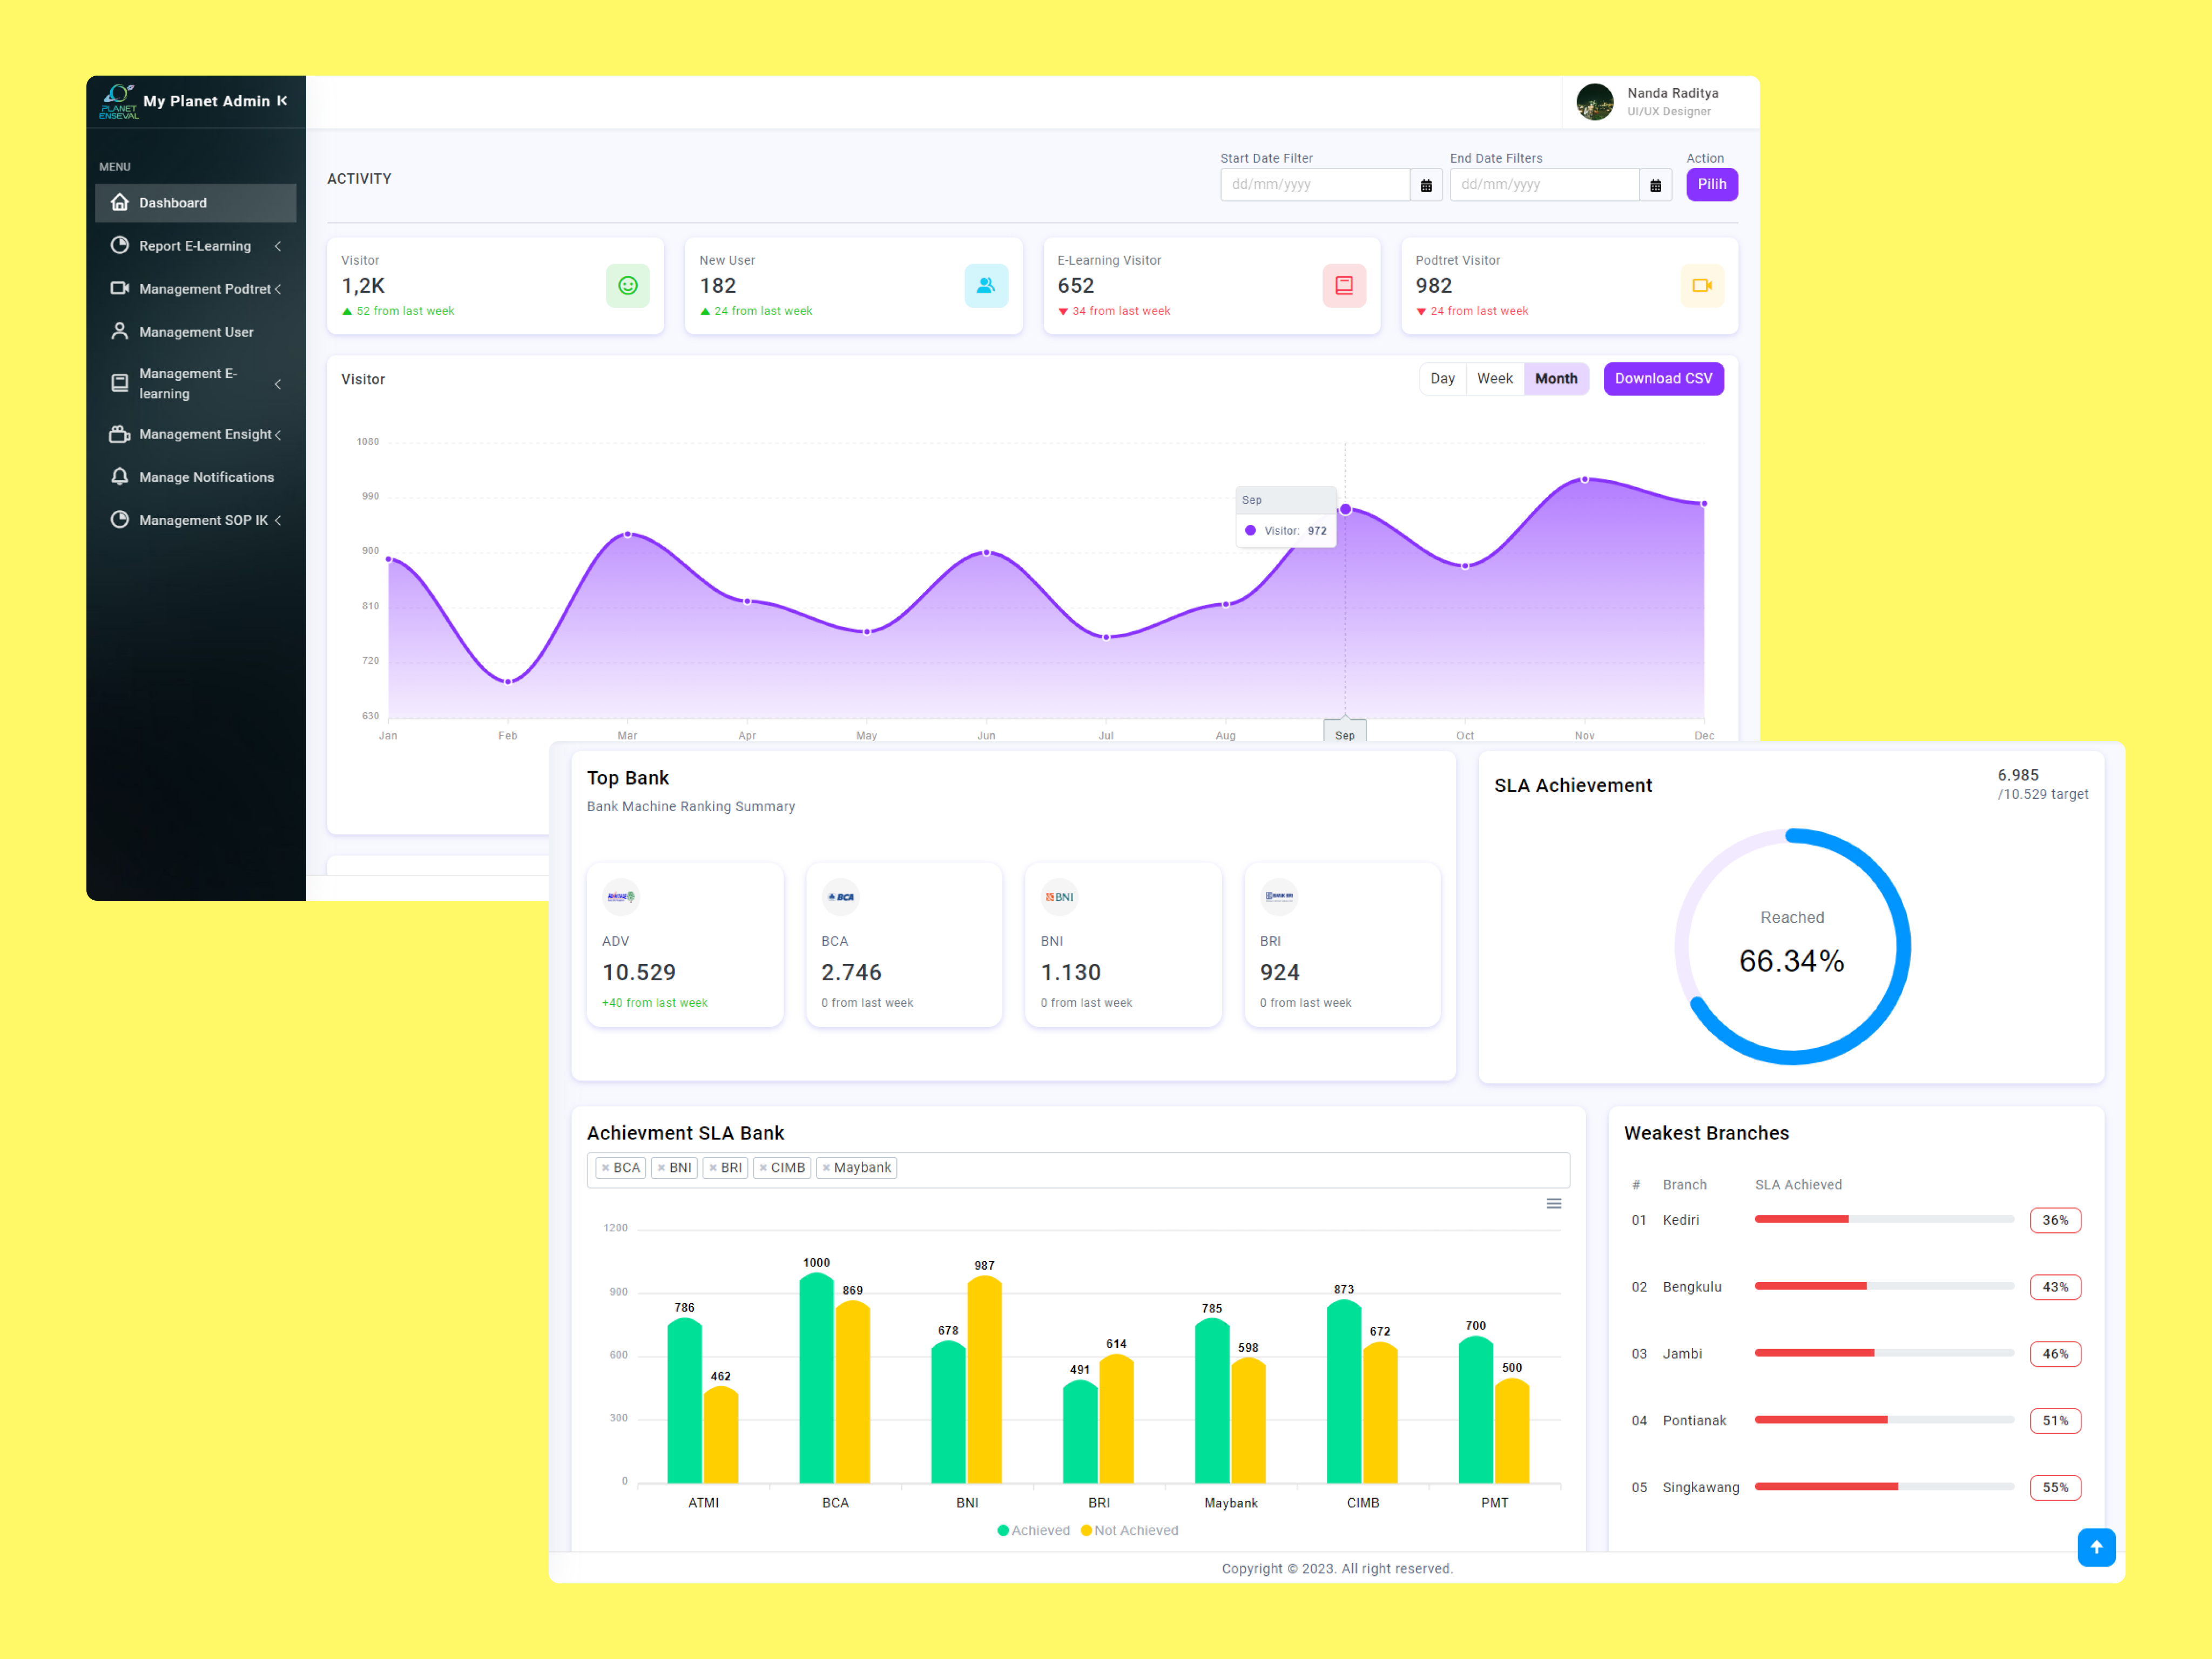 PLANET
ENSEVAL
My Planet Admin
MENU
Dashboard
Report E-Learning
Management Podtret
Management User
Management E-
learning
Management Ensight
Manage Notifications
Management SOP IK
Nanda Raditya
UI/UX Designer
ACTIVITY
Start Date Filter
dd/mm/yyyy
End Date Filters
dd/mm/yyyy
Action
Pilih
Visitor
1,2K
52 from last week
New User
182
24 from last week
E-Learning Visitor
652
34 from last week
Podtret Visitor
982
24 from last week
Visitor
Day Week Month
Download CSV
1080
990
900
810
720
630
Sep
Visitor: 972
Jan Feb Mar Apr May Jun Jul Aug Sep Oct Nov Dec
Top Bank
Bank Machine Ranking Summary
ADV
10.529
+40 from last week
BCA
BCA
2.746
0 from last week
BNI
BNI
1.130
0 from last week
BANK BRI
BRI
924
0 from last week
SLA Achievement
6.985
/10.529 target
Reached
66.34%
Achievment SLA Bank
× BCA × BNI × BRI × CIMB × Maybank
1200
900
600
300
0
786 462
1000 869
678 987
491 614
785 598
873 672
700 500
ATMI BCA BNI BRI Maybank CIMB PMT
Achieved Not Achieved
Weakest Branches
# Branch SLA Achieved
01 Kediri 36%
02 Bengkulu 43%
03 Jambi 46%
04 Pontianak 51%
05 Singkawang 55%
Copyright © 2023. All right reserved.